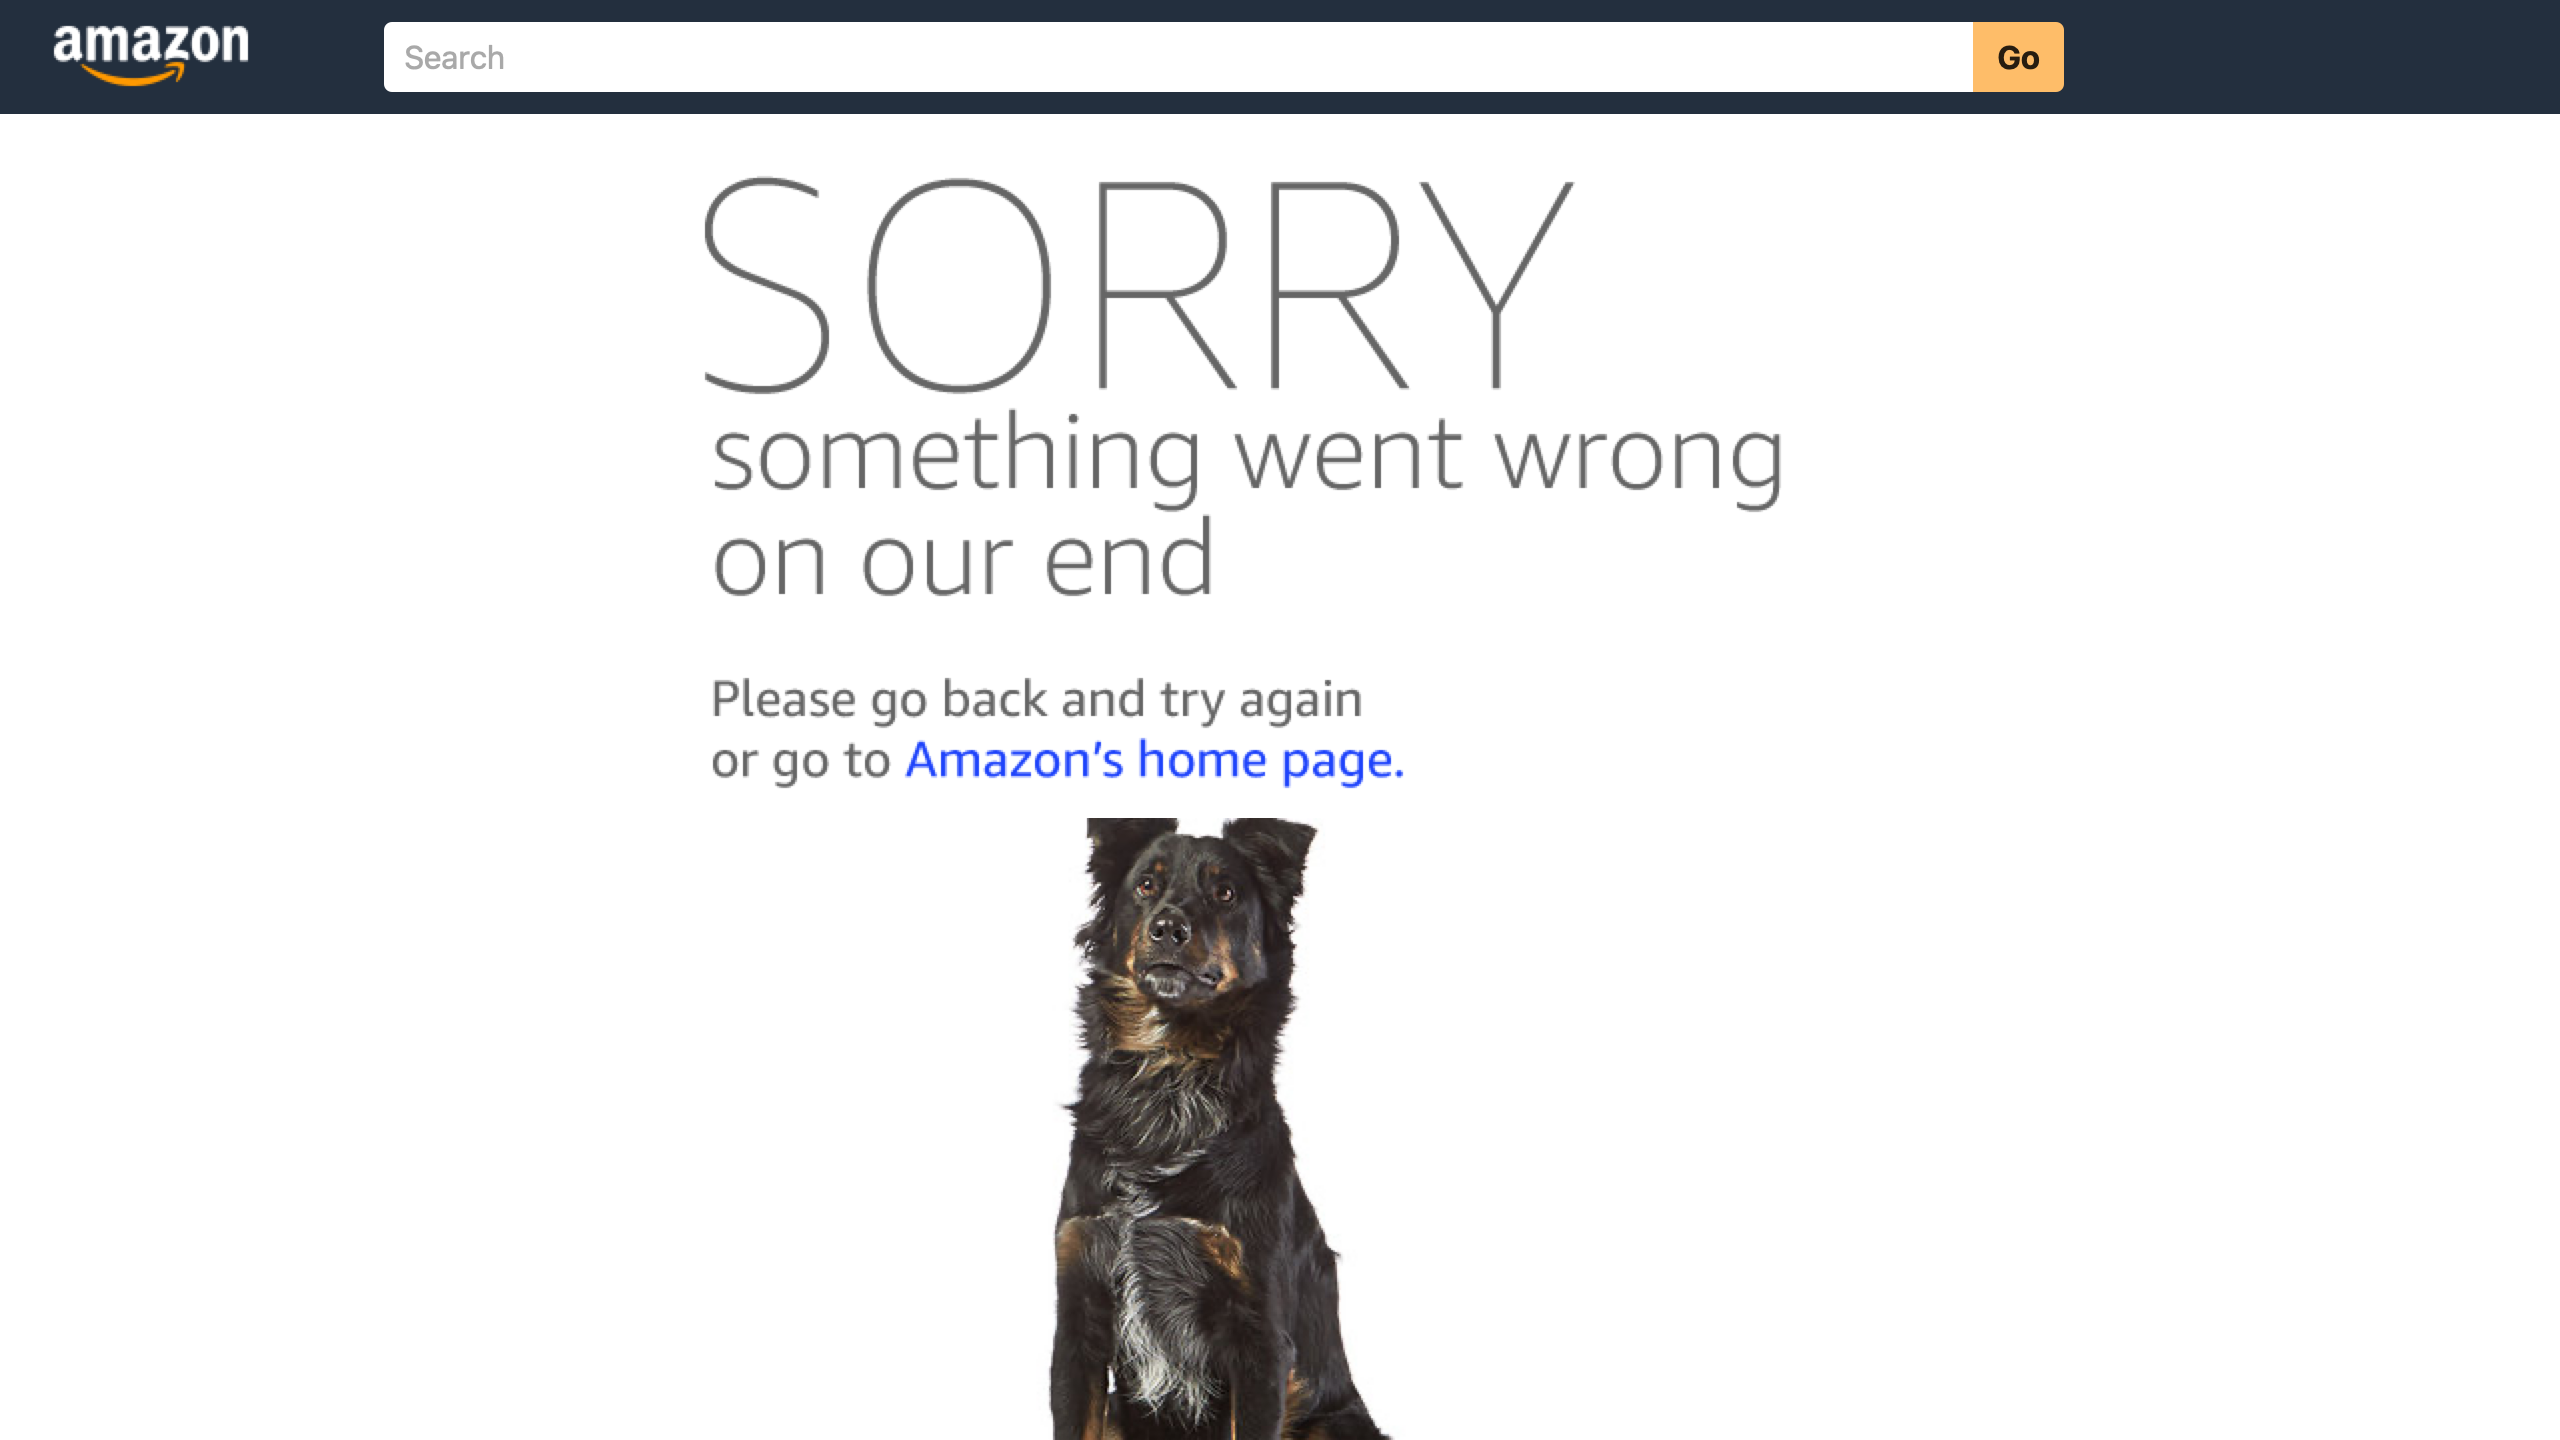 amazon
Search
Go
SORRY
something went wrong
on our end
Please go back and try again
or go to Amazon's home page.